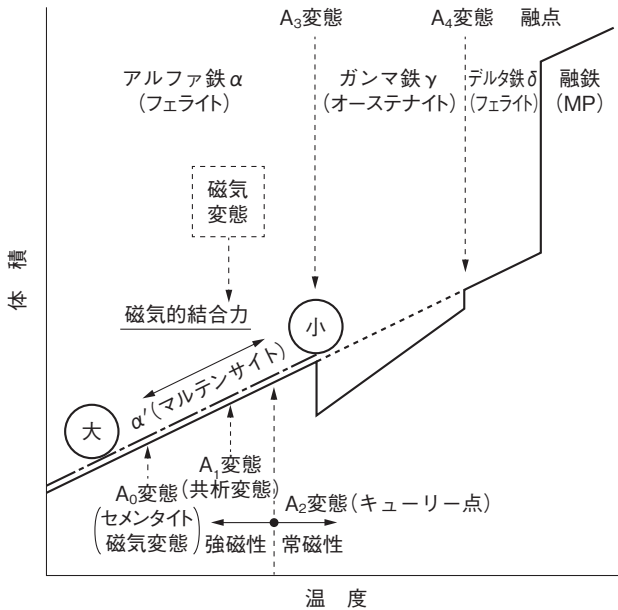 A₃変態
A₄変態 融点
アルファ鉄α
(フェライト)
ガンマ鉄γ
(オーステナイト)
デルタ鉄δ
(フェライト)
融鉄
(MP)
磁気
変態
体 積
磁気的結合力
小
α′(マルテンサイト)
大
A₁変態
(共析変態)
A₀変態
(セメンタイト
磁気変態)
A₂変態(キューリー点)
強磁性 常磁性
温 度